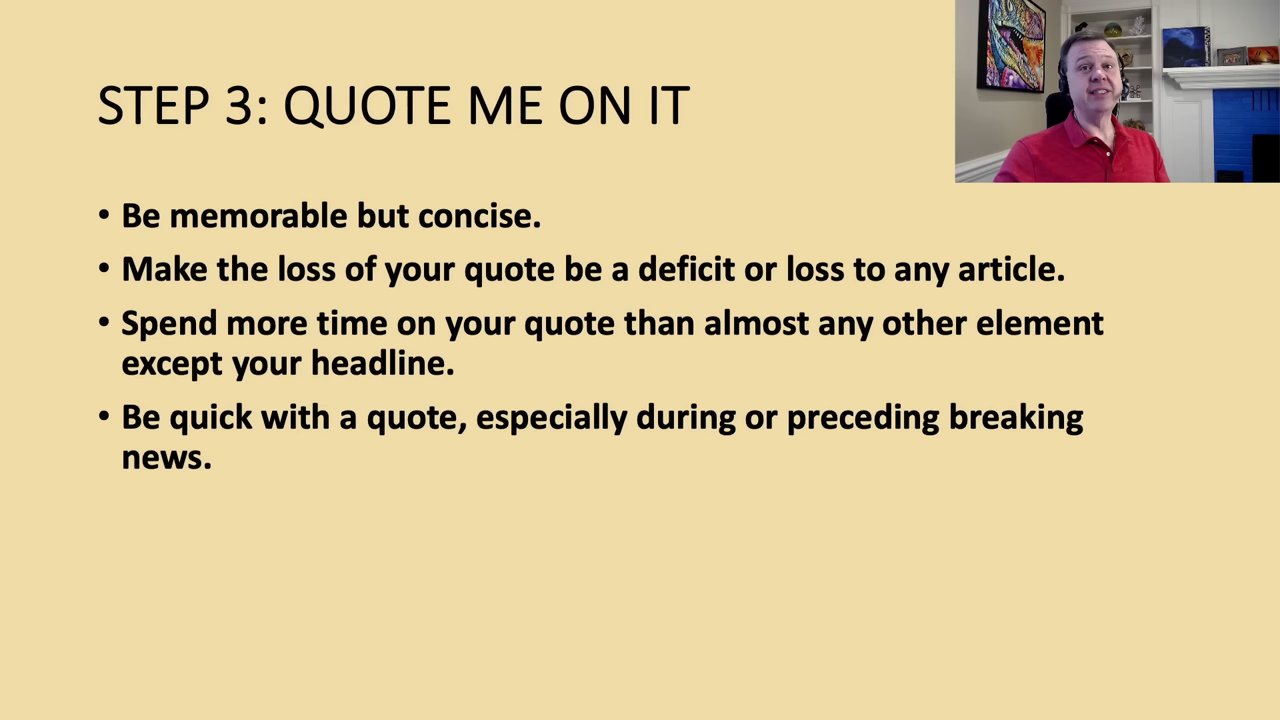 STEP 3: QUOTE ME ON IT
• Be memorable but concise.
• Make the loss of your quote be a deficit or loss to any article.
• Spend more time on your quote than almost any other element
except your headline.
• Be quick with a quote, especially during or preceding breaking
news.